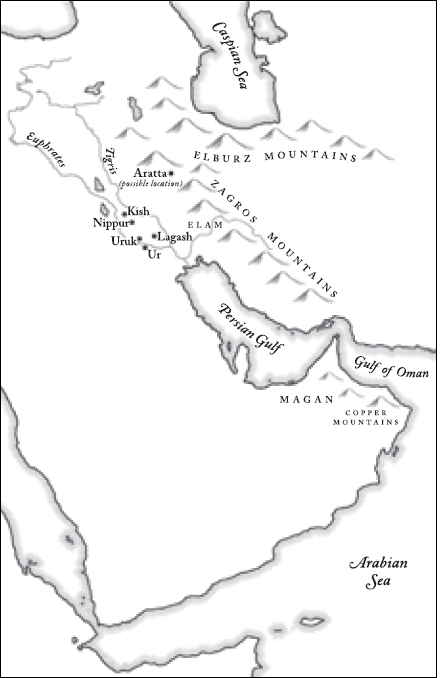 Caspian Sea
Euphrates
Tigris
ELBURZ MOUNTAINS
Aratta
(possible location)
ZAGROS MOUNTAINS
Kish
Nippur
ELAM
Uruk
Lagash
Ur
Persian Gulf
Gulf of Oman
MAGAN
COPPER
MOUNTAINS
Arabian
Sea